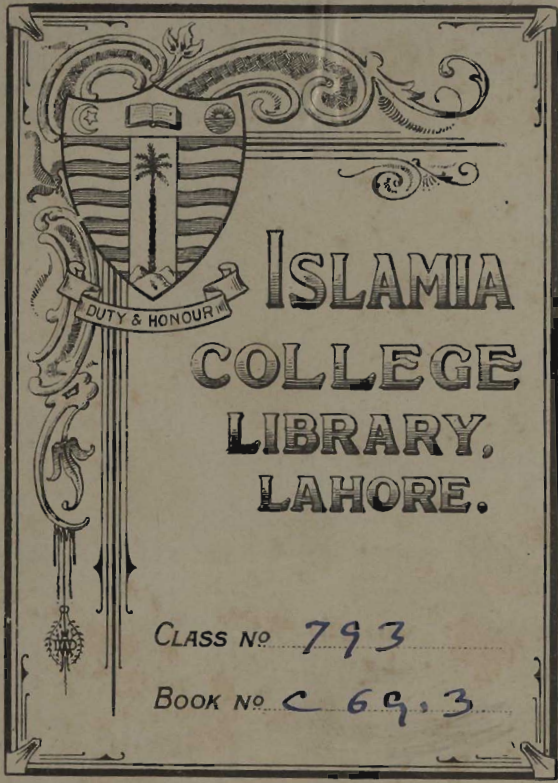 DUTY & HONOUR
ISLAMIA
COLLEGE
LIBRARY,
LAHORE.
CLASS Nº 793
BOOK Nº C 69.3